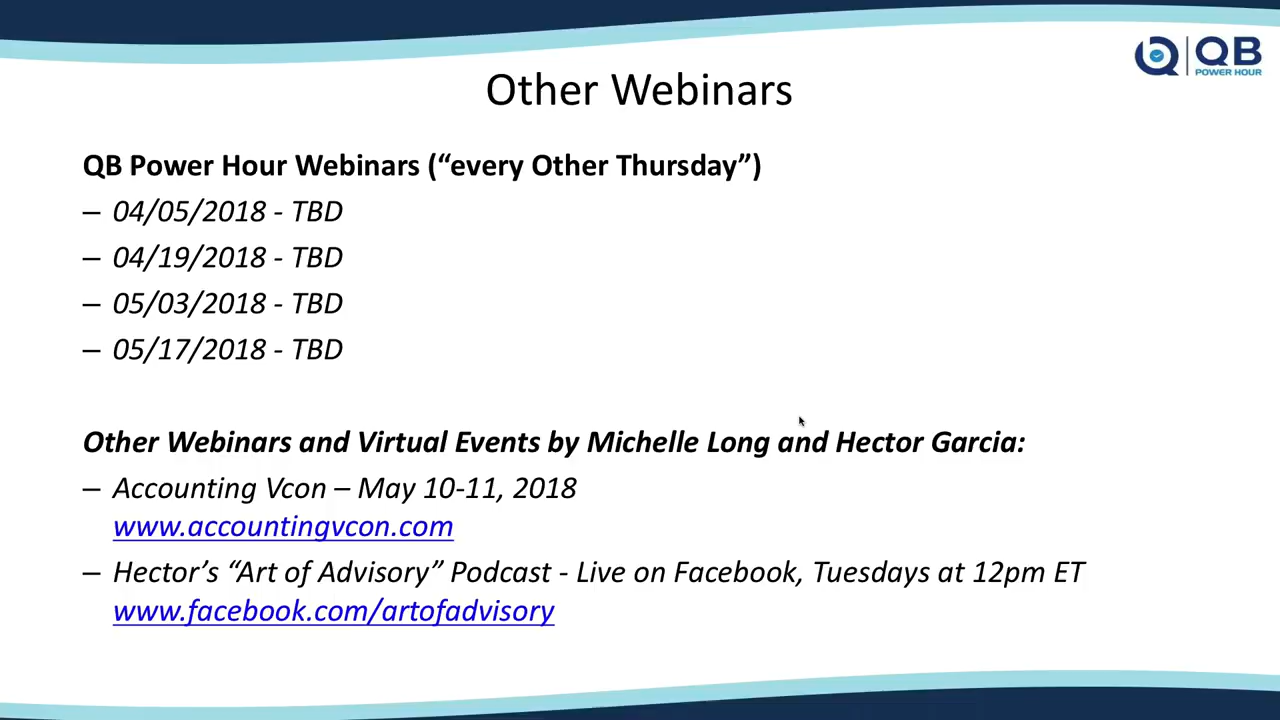 QB
POWER HOUR
Other Webinars
QB Power Hour Webinars (“every Other Thursday”)
– 04/05/2018 - TBD
– 04/19/2018 - TBD
– 05/03/2018 - TBD
– 05/17/2018 - TBD
Other Webinars and Virtual Events by Michelle Long and Hector Garcia:
– Accounting Vcon – May 10-11, 2018
www.accountingvcon.com
– Hector’s “Art of Advisory” Podcast - Live on Facebook, Tuesdays at 12pm ET
www.facebook.com/artofadvisory